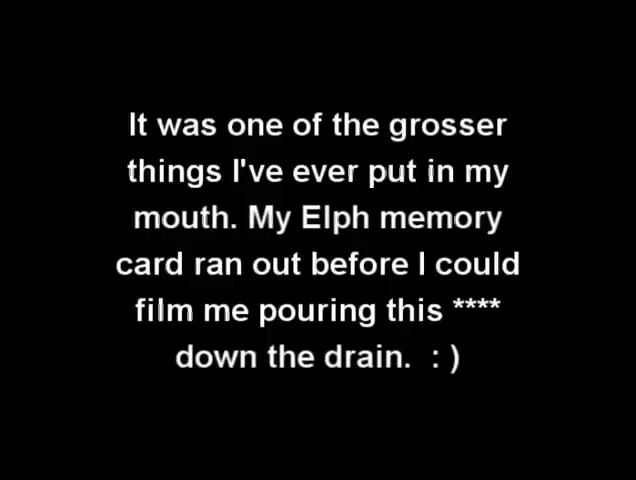 It was one of the grosser
things I've ever put in my
mouth. My Elph memory
card ran out before I could
film me pouring this ****
down the drain.  : )